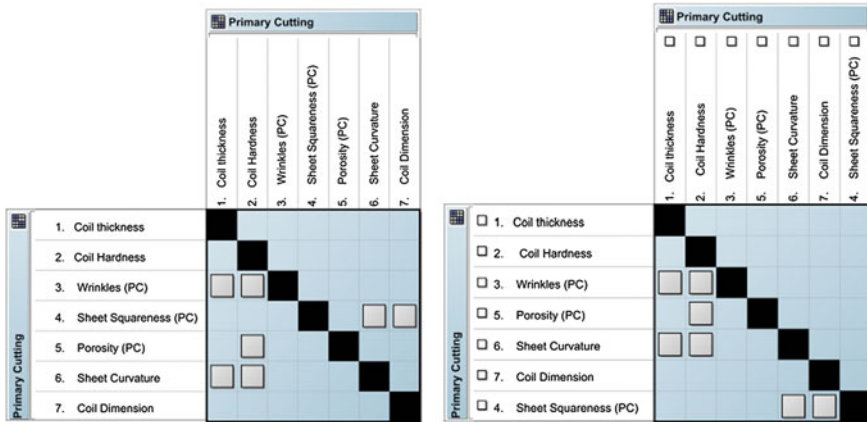 Primary Cutting
1. Coil thickness
2. Coil Hardness
3. Wrinkles (PC)
4. Sheet Squareness (PC)
5. Porosity (PC)
6. Sheet Curvature
7. Coil Dimension
Primary Cutting
1. Coil thickness
2. Coil Hardness
3. Wrinkles (PC)
4. Sheet Squareness (PC)
5. Porosity (PC)
6. Sheet Curvature
7. Coil Dimension
Primary Cutting
1. Coil thickness
2. Coil Hardness
3. Wrinkles (PC)
5. Porosity (PC)
6. Sheet Curvature
7. Coil Dimension
4. Sheet Squareness (PC)
Primary Cutting
1. Coil thickness
2. Coil Hardness
3. Wrinkles (PC)
5. Porosity (PC)
6. Sheet Curvature
7. Coil Dimension
4. Sheet Squareness (PC)